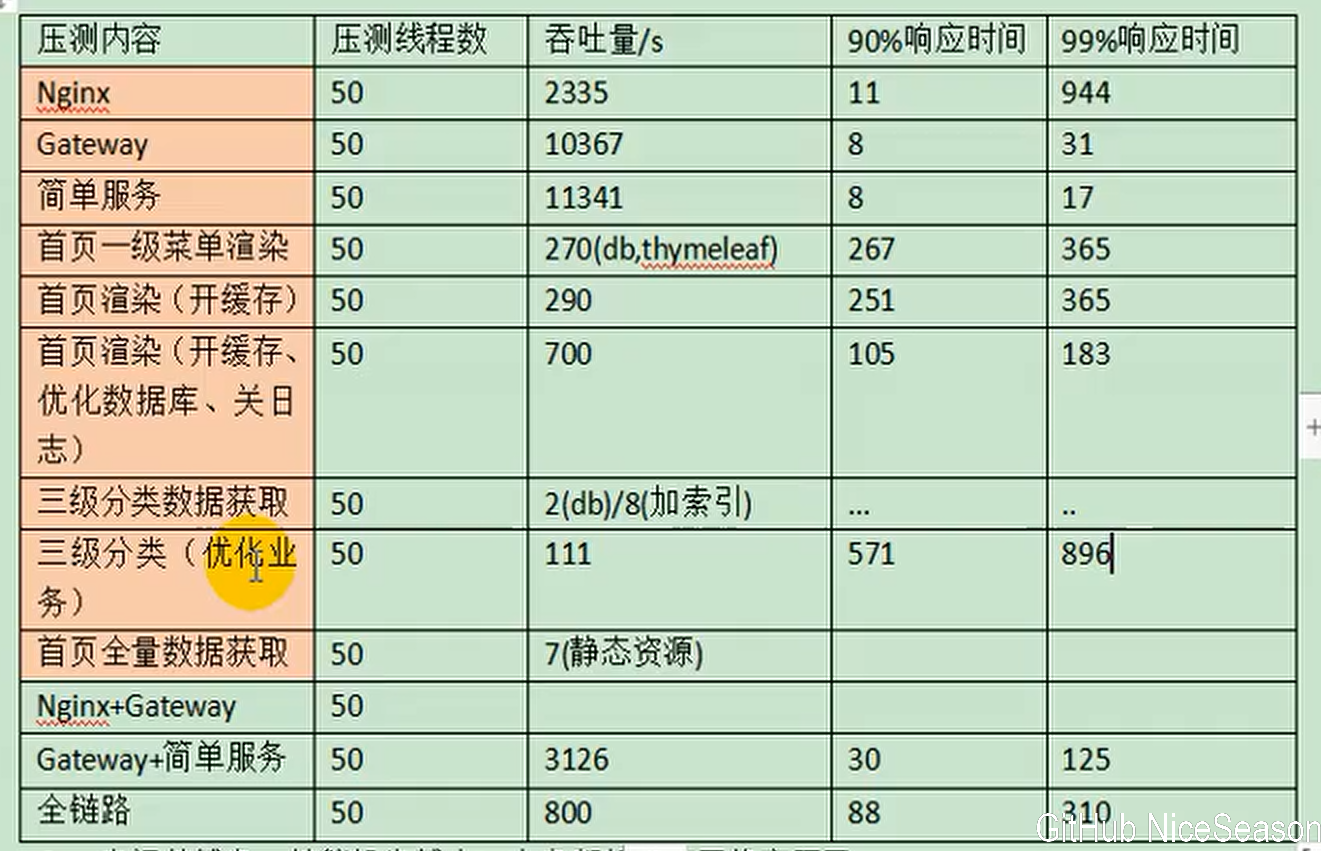 压测内容 压测线程数 吞吐量/s 90%响应时间 99%响应时间
Nginx 50 2335 11 944
Gateway 50 10367 8 31
简单服务 50 11341 8 17
首页一级菜单渲染 50 270(db,thymeleaf) 267 365
首页渲染（开缓存） 50 290 251 365
首页渲染（开缓存、 50 700 105 183
优化数据库、关日
志）
三级分类数据获取 50 2(db)/8(加索引) ... ..
三级分类（优化业 50 111 571 896
务）
首页全量数据获取 50 7(静态资源)
Nginx+Gateway 50
Gateway+简单服务 50 3126 30 125
全链路 50 800 88 310
GitHub NiceSeason